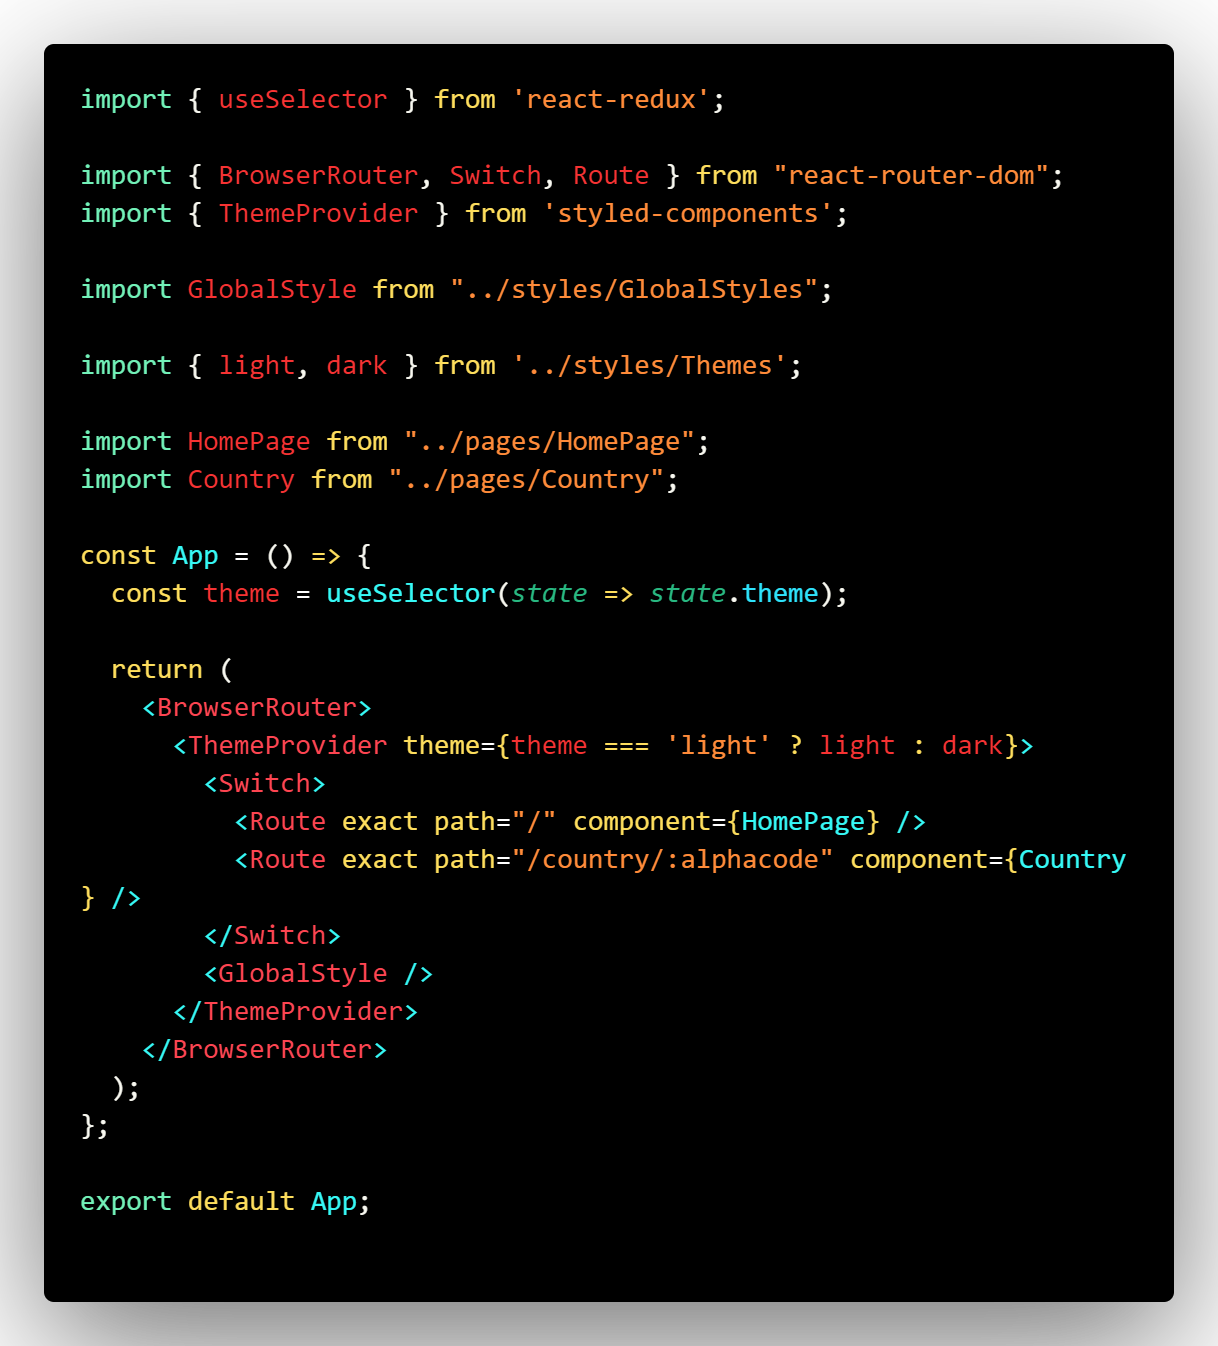 import { useSelector } from 'react-redux';
import { BrowserRouter, Switch, Route } from "react-router-dom";
import { ThemeProvider } from 'styled-components';
import GlobalStyle from "../styles/GlobalStyles";
import { light, dark } from '../styles/Themes';
import HomePage from "../pages/HomePage";
import Country from "../pages/Country";
const App = () => {
  const theme = useSelector(state => state.theme);
  return (
    <BrowserRouter>
      <ThemeProvider theme={theme === 'light' ? light : dark}>
        <Switch>
          <Route exact path="/" component={HomePage} />
          <Route exact path="/country/:alphacode" component={Country
} />
        </Switch>
        <GlobalStyle />
      </ThemeProvider>
    </BrowserRouter>
  );
};
export default App;